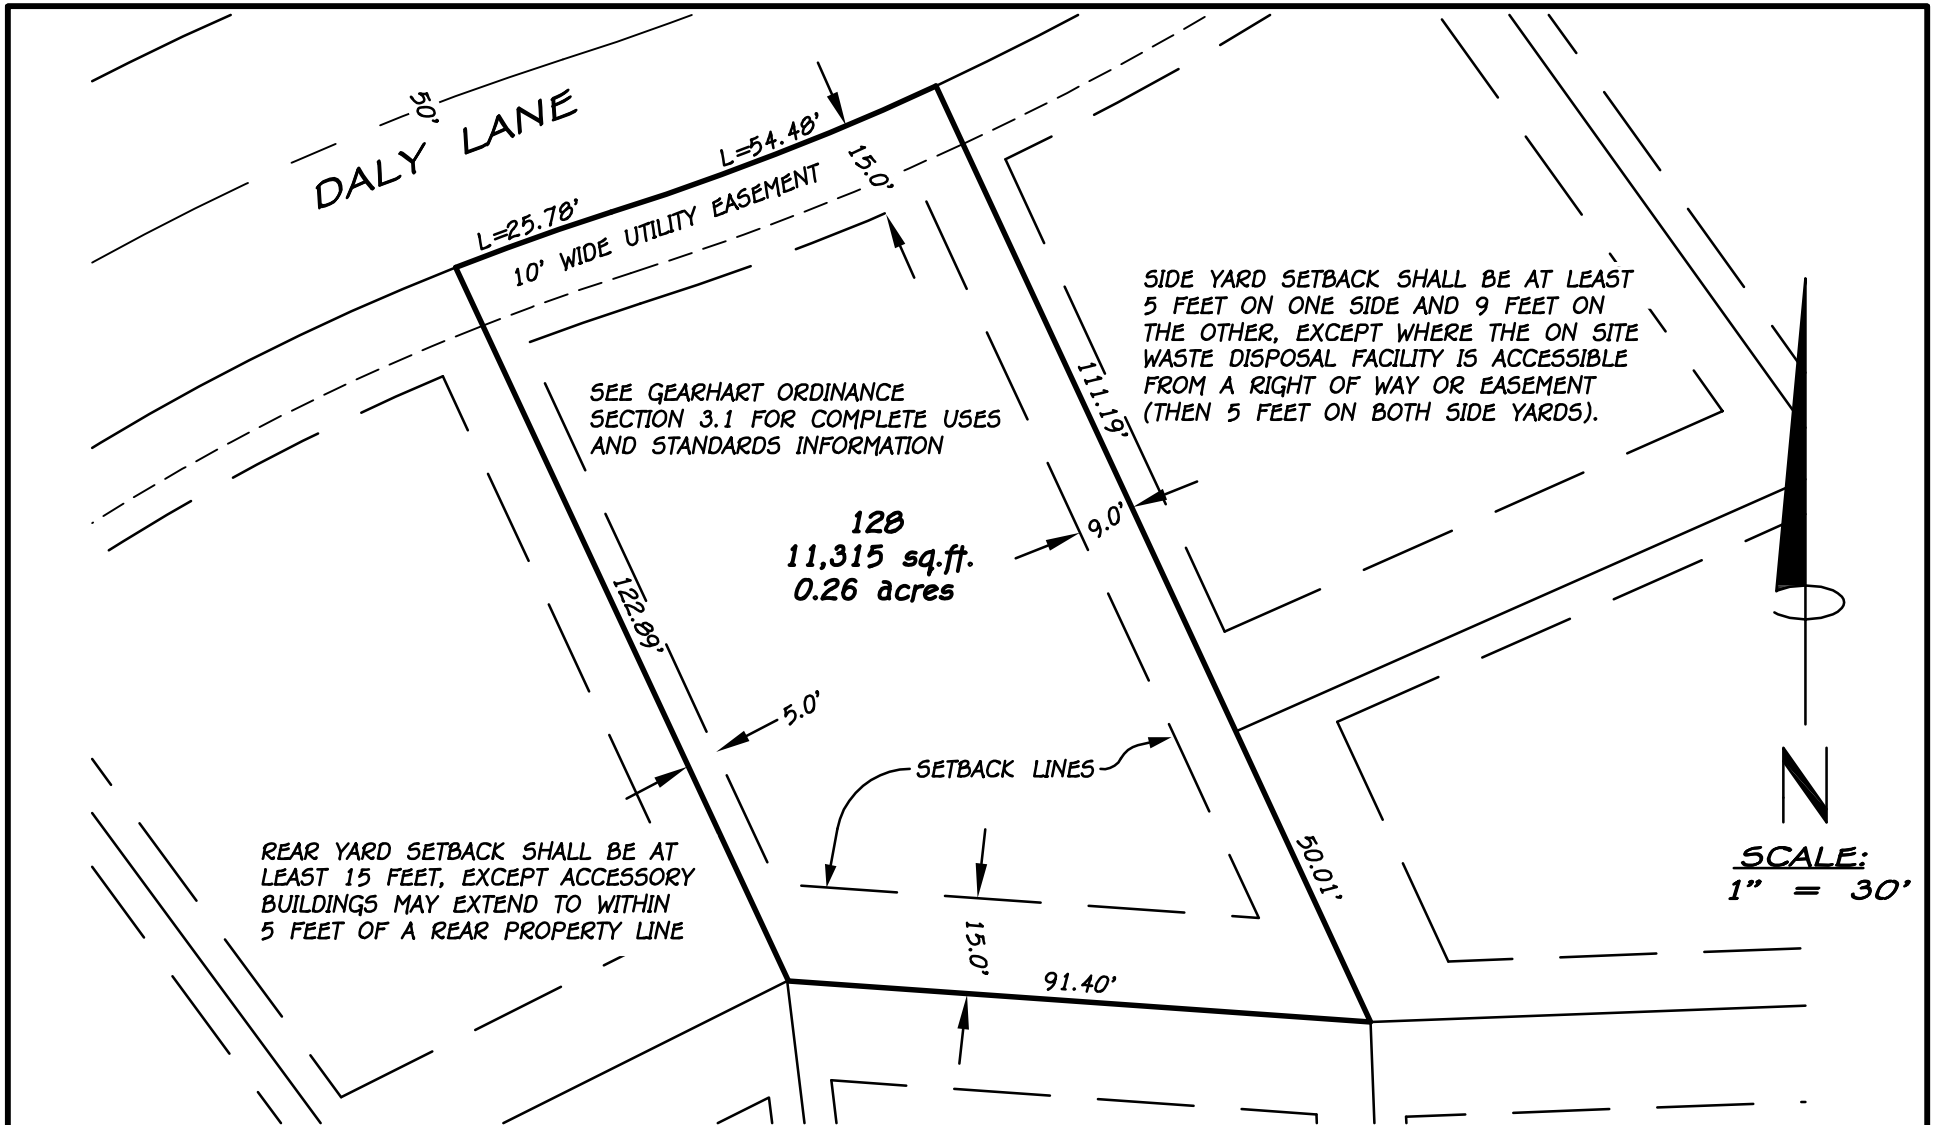 50'
DALY LANE
L=54.48'
L=25.78'
15.0'
10' WIDE UTILITY EASEMENT
SIDE YARD SETBACK SHALL BE AT LEAST
5 FEET ON ONE SIDE AND 9 FEET ON
THE OTHER, EXCEPT WHERE THE ON SITE
WASTE DISPOSAL FACILITY IS ACCESSIBLE
FROM A RIGHT OF WAY OR EASEMENT
(THEN 5 FEET ON BOTH SIDE YARDS).
SEE GEARHART ORDINANCE
SECTION 3.1 FOR COMPLETE USES
AND STANDARDS INFORMATION
111.19'
128
11,315 sq.ft.
0.26 acres
9.0'
122.89'
5.0'
SETBACK LINES
REAR YARD SETBACK SHALL BE AT
LEAST 15 FEET, EXCEPT ACCESSORY
BUILDINGS MAY EXTEND TO WITHIN
5 FEET OF A REAR PROPERTY LINE
50.01'
15.0'
91.40'
N
SCALE:
1" = 30'